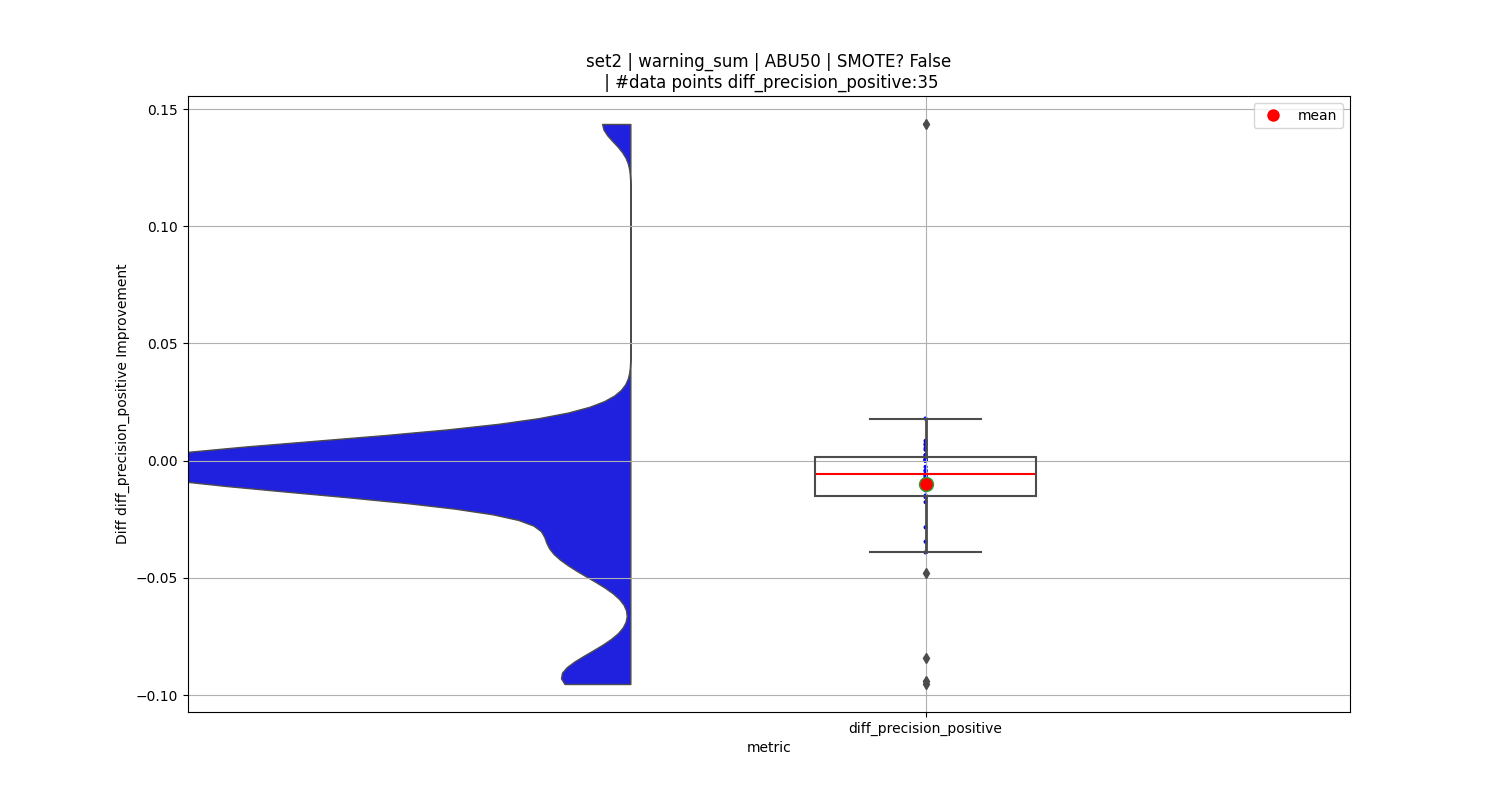 set2 | warning_sum | ABU50 | SMOTE? False
| #data points diff_precision_positive:35
mean
0.15
0.10
0.05
0.00
−0.05
−0.10
Diff diff_precision_positive Improvement
diff_precision_positive
metric